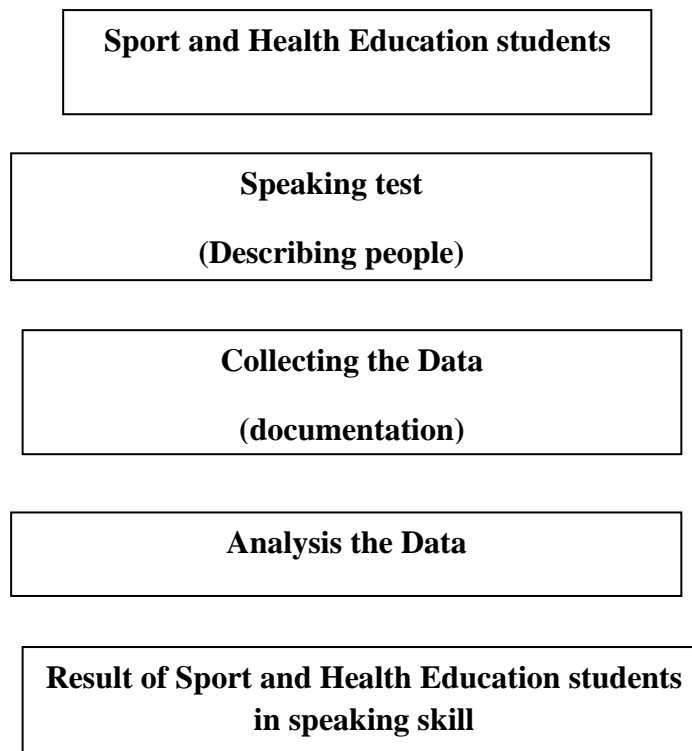 Sport and Health Education students
Speaking test
(Describing people)
Collecting the Data
(documentation)
Analysis the Data
Result of Sport and Health Education students
in speaking skill